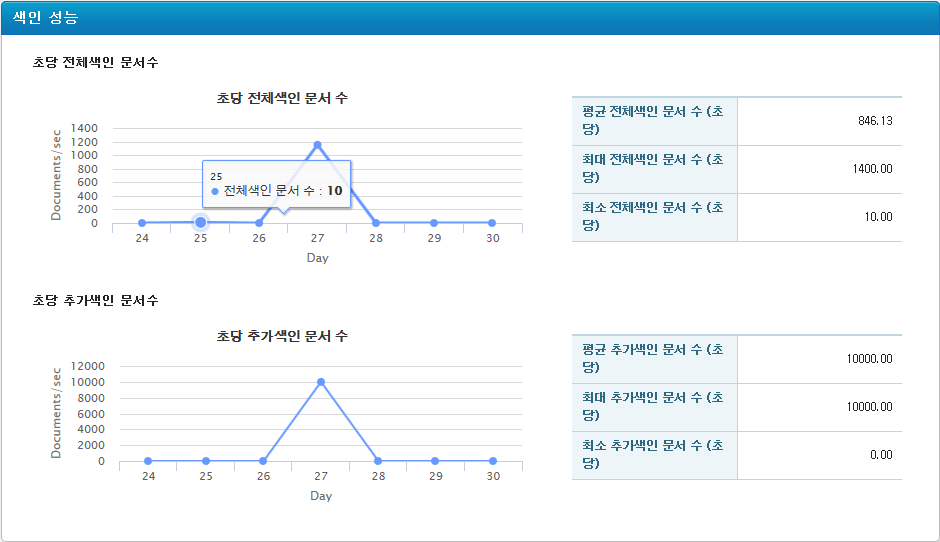 색인 성능
초당 전체색인 문서수
초당 전체색인 문서 수
Documents/sec
1400
1200
1000
800
600
400
200
0
25
전체색인 문서 수 : 10
24 25 26 27 28 29 30
Day
평균 전체색인 문서 수 (초
당)
846.13
최대 전체색인 문서 수 (초
당)
1400.00
최소 전체색인 문서 수 (초
당)
10.00
초당 추가색인 문서수
초당 추가색인 문서 수
Documents/sec
12000
10000
8000
6000
4000
2000
0
24 25 26 27 28 29 30
Day
평균 추가색인 문서 수 (초
당)
10000.00
최대 추가색인 문서 수 (초
당)
10000.00
최소 추가색인 문서 수 (초
당)
0.00